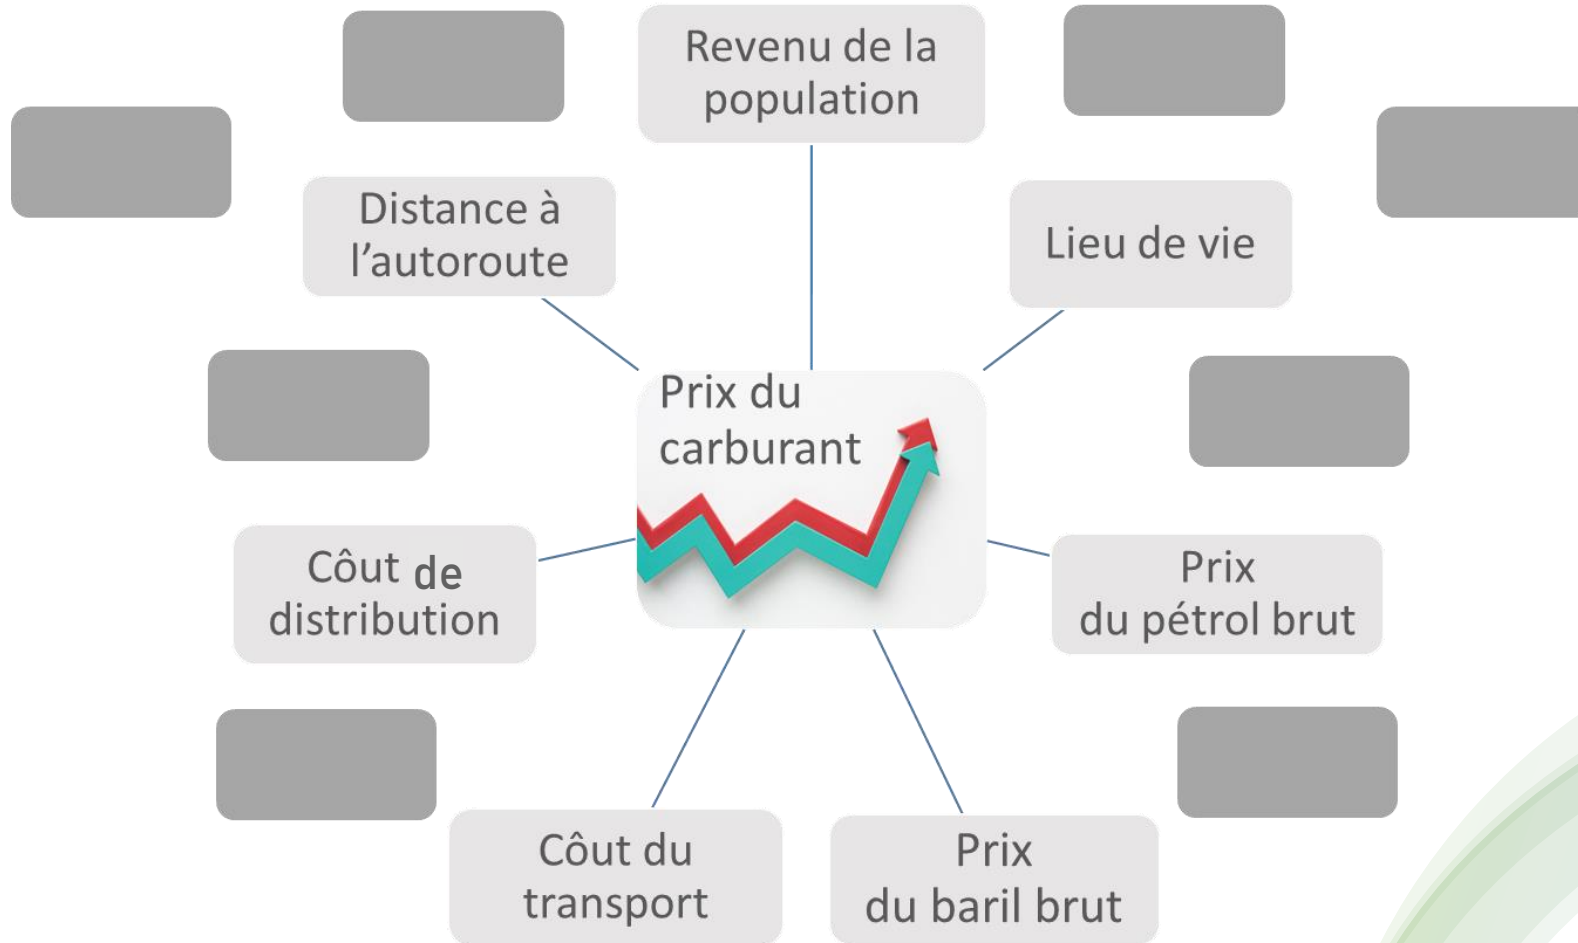 Revenu de la
population
Distance à
l'autoroute
Lieu de vie
Prix du
carburant
Côut de
distribution
Prix
du pétrol brut
Côut du
transport
Prix
du baril brut